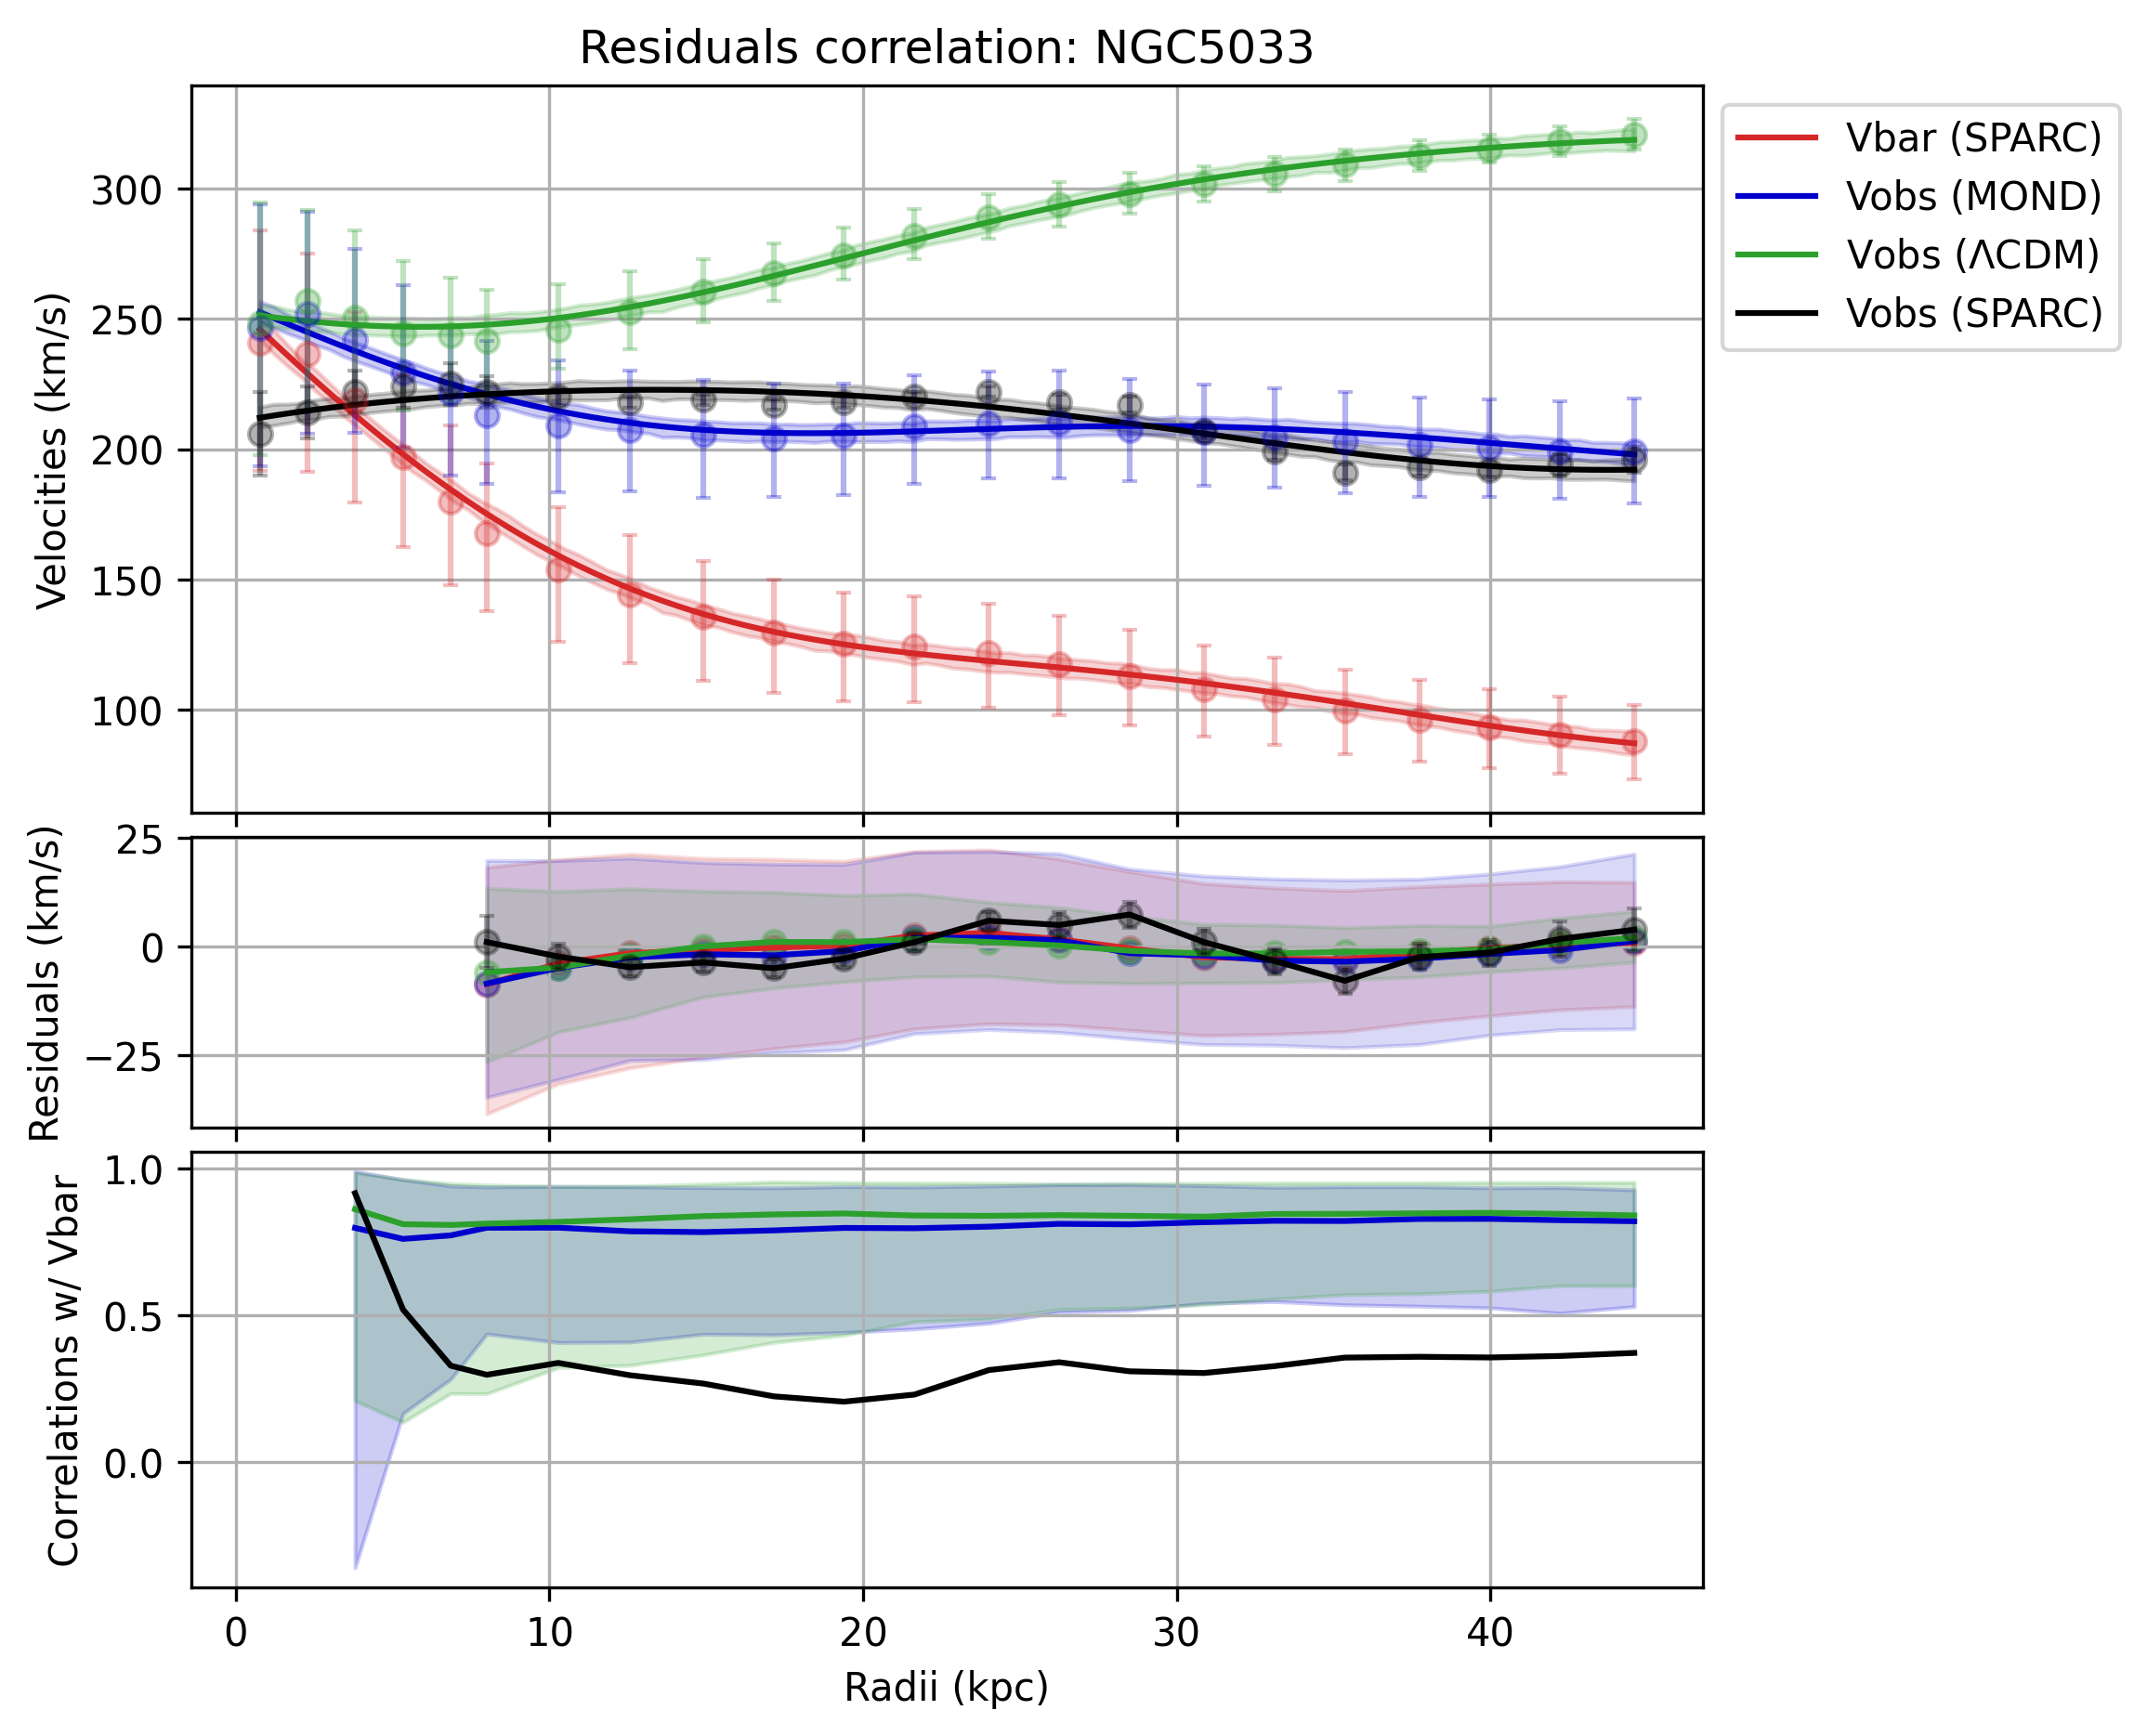 Residuals correlation: NGC5033
Velocities (km/s)
300
250
200
150
100
Vbar (SPARC)
Vobs (MOND)
Vobs (ΛCDM)
Vobs (SPARC)
Residuals (km/s)
25
0
−25
Correlations w/ Vbar
1.0
0.5
0.0
0 10 20 30 40
Radii (kpc)